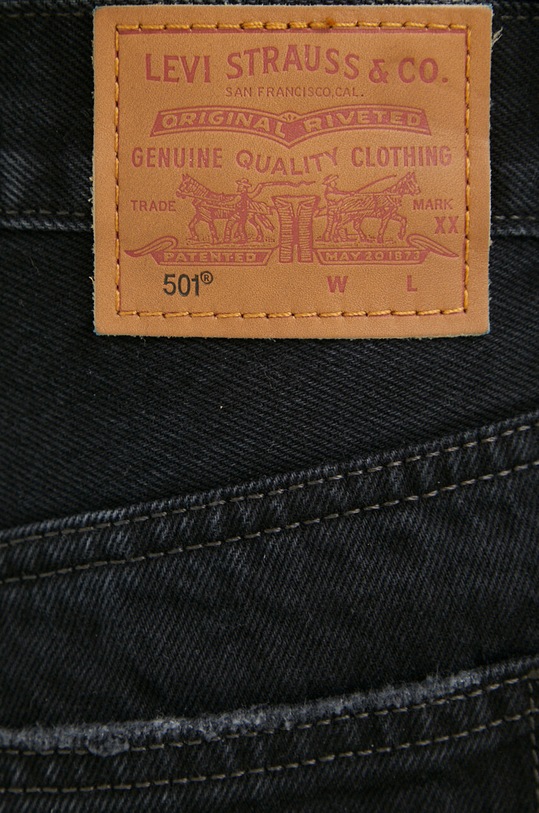 LEVI STRAUSS & CO.
SAN FRANCISCO, CAL.
ORIGINAL RIVETED
GENUINE QUALITY CLOTHING
TRADE MARK
XX
PATENTED MAY 20 1873
501® W L